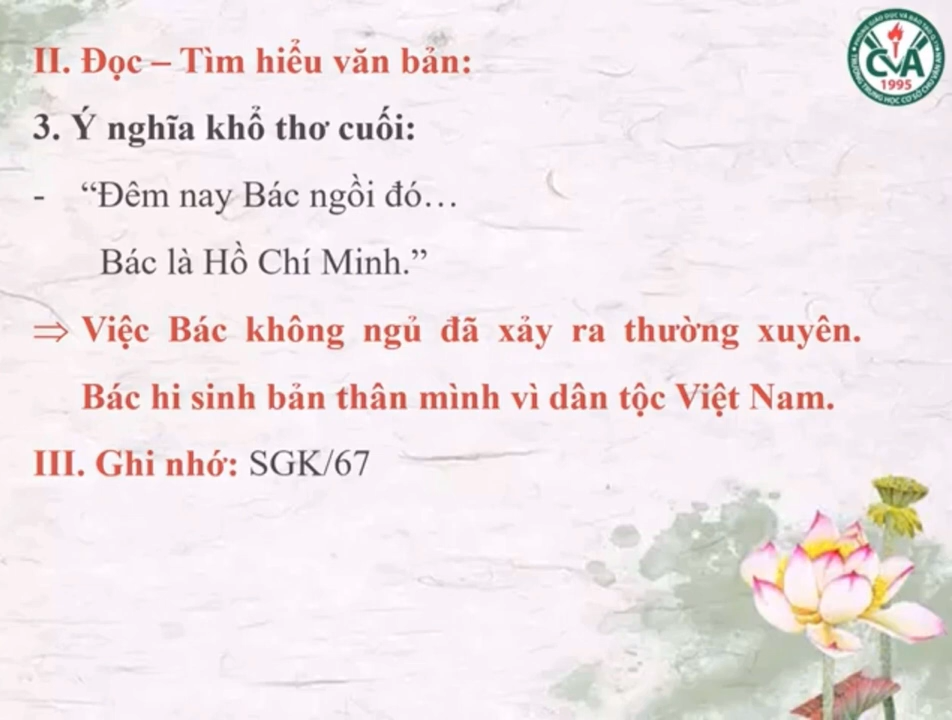 II. Đọc – Tìm hiểu văn bản:
3. Ý nghĩa khổ thơ cuối:
- “Đêm nay Bác ngồi đó…
Bác là Hồ Chí Minh.”
⇒ Việc Bác không ngủ đã xảy ra thường xuyên.
Bác hi sinh bản thân mình vì dân tộc Việt Nam.
III. Ghi nhớ: SGK/67
CVA
1995